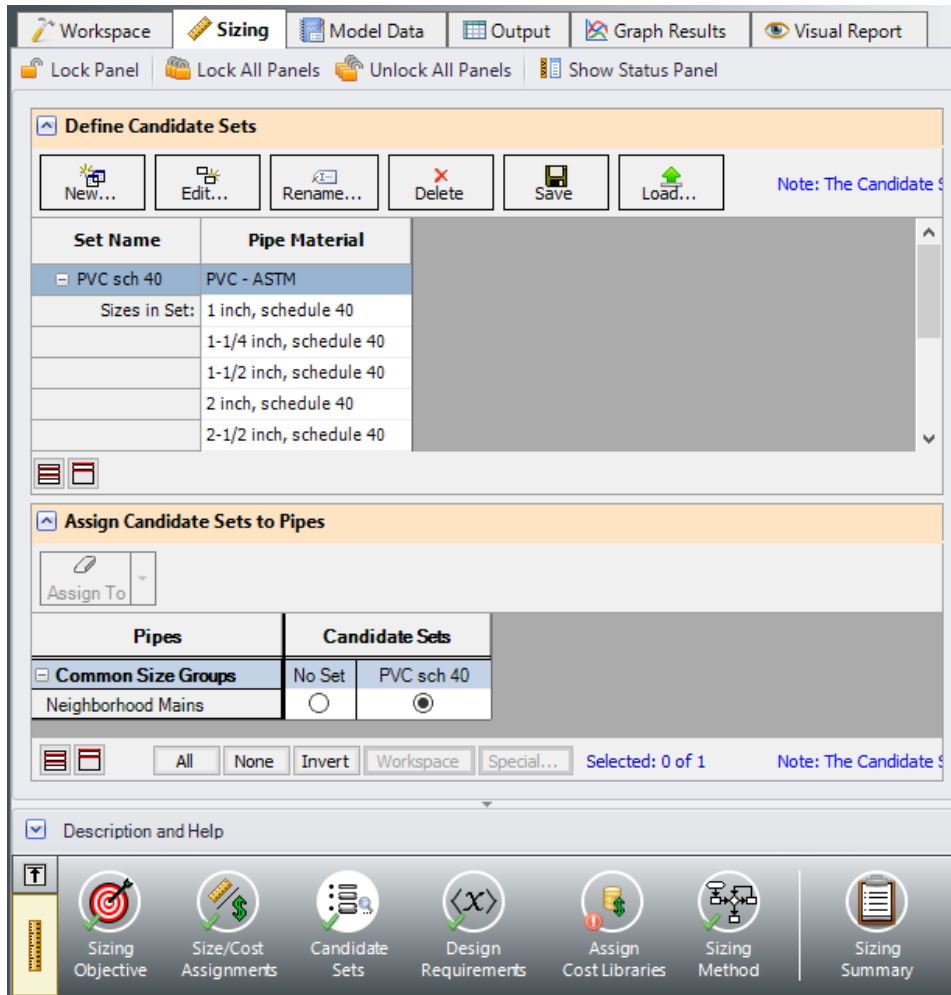 Workspace Sizing Model Data Output Graph Results Visual Report
Lock Panel Lock All Panels Unlock All Panels Show Status Panel
Define Candidate Sets
New... Edit... Rename... Delete Save Load... Note: The Candidate
Set Name Pipe Material
PVC sch 40 PVC - ASTM
Sizes in Set: 1 inch, schedule 40
1-1/4 inch, schedule 40
1-1/2 inch, schedule 40
2 inch, schedule 40
2-1/2 inch, schedule 40
Assign Candidate Sets to Pipes
Assign To
Pipes Candidate Sets
Common Size Groups No Set PVC sch 40
Neighborhood Mains
All None Invert Workspace Special... Selected: 0 of 1 Note: The Candidate
Description and Help
Sizing Objective
Size/Cost Assignments
Candidate Sets
Design Requirements
Assign Cost Libraries
Sizing Method
Sizing Summary